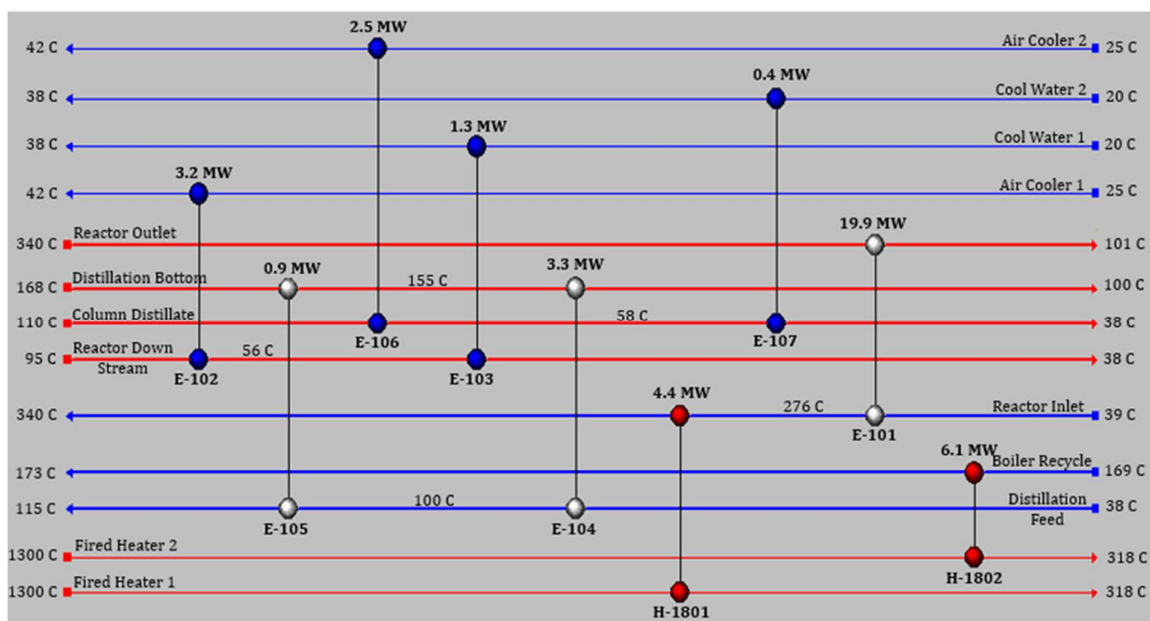 2.5 MW
42 C
Air Cooler 2
25 C
0.4 MW
38 C
Cool Water 2
20 C
1.3 MW
38 C
Cool Water 1
20 C
3.2 MW
42 C
Air Cooler 1
25 C
Reactor Outlet
19.9 MW
340 C
101 C
0.9 MW
3.3 MW
168 C
Distillation Bottom
155 C
100 C
110 C
Column Distillate
58 C
38 C
E-106
E-107
95 C
Reactor Down
Stream
56 C
38 C
E-102
E-103
4.4 MW
340 C
276 C
Reactor Inlet
39 C
E-101
6.1 MW
173 C
Boiler Recycle
169 C
115 C
100 C
Distillation
Feed
38 C
E-105
E-104
1300 C
Fired Heater 2
318 C
H-1802
1300 C
Fired Heater 1
318 C
H-1801